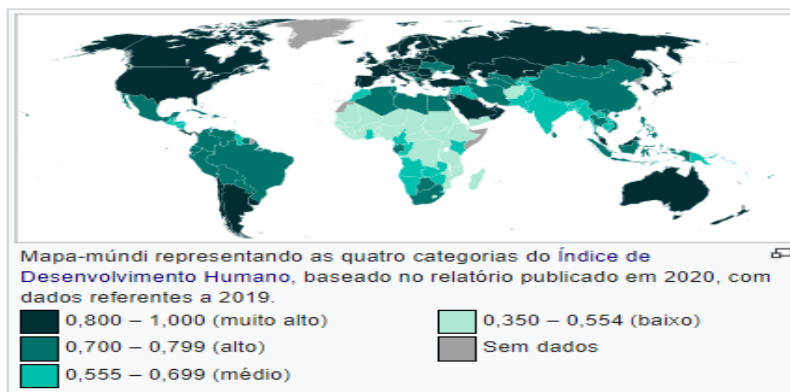 Mapa-múndi representando as quatro categorias do Índice de
Desenvolvimento Humano, baseado no relatório publicado em 2020, com
dados referentes a 2019.
0,800 – 1,000 (muito alto)
0,700 – 0,799 (alto)
0,555 – 0,699 (médio)
0,350 – 0,554 (baixo)
Sem dados